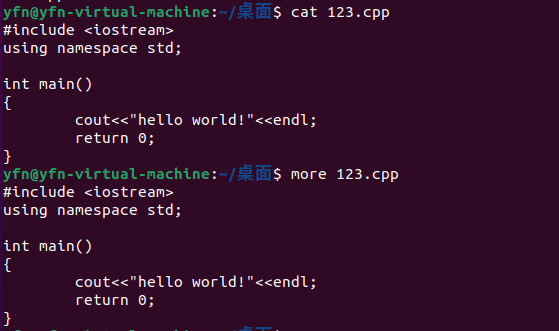 yfn@yfn-virtual-machine:~/桌面$ cat 123.cpp
#include <iostream>
using namespace std;

int main()
{
        cout<<"hello world!"<<endl;
        return 0;
}
yfn@yfn-virtual-machine:~/桌面$ more 123.cpp
#include <iostream>
using namespace std;

int main()
{
        cout<<"hello world!"<<endl;
        return 0;
}